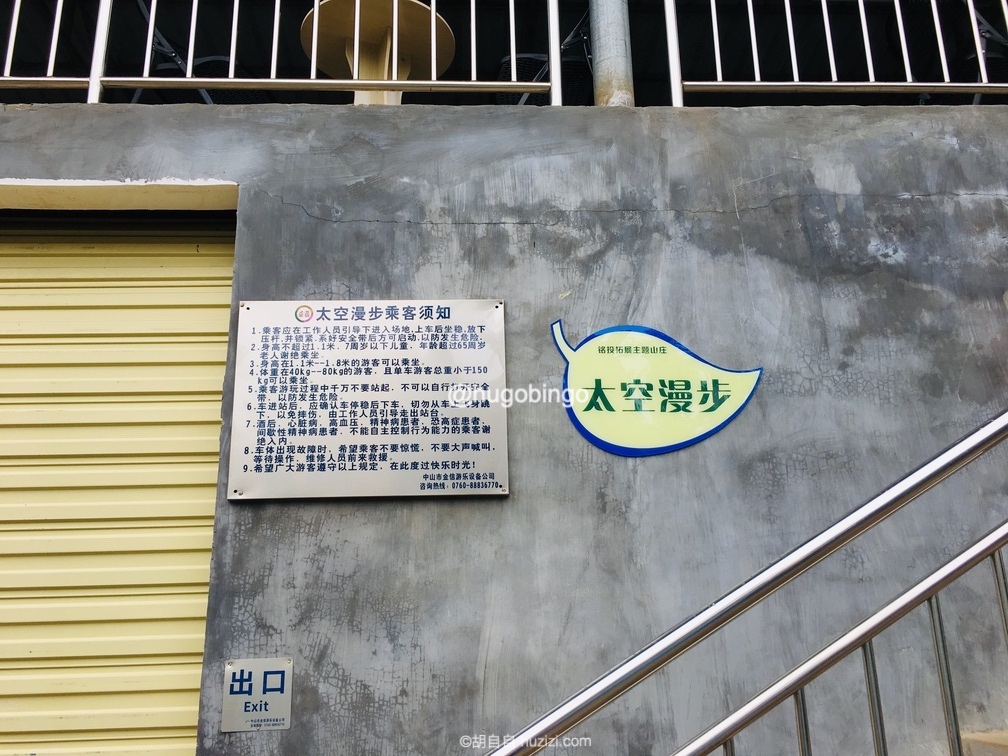 太空漫步乘客须知
1.乘客应在工作人员引导下进入场地,上车后坐稳,放下
压杆,并锁紧.系好安全带后方可启动,以防发生危险,
2.身高不超过1.1米、7周岁以下儿童,年龄超过65周岁
老人谢绝乘坐.
3.身高在1.1米--1.8米的游客可以乘坐.
4.体重在40kg--80kg的游客,且单车游客总重小于150
kg可以乘坐.
5.乘客游玩过程中千万不要站起,不可以自行 安全
带,以防发生危险.
6.车进站后,应确认车停稳后下车,切勿从车 身跳
下,以免摔伤,由工作人员引导走出站台.
7.酒后、心脏病、高血压,精神病患者,恐高症患者,
间歇性精神病患者,不能自主控制行为能力的乘客谢
绝入内.
8.车体出现故障时,希望乘客不要惊慌,不要大声喊叫,
等待操作、维修人员前来救援.
9.希望广大游客遵守以上规定,在此度过快乐时光!
中山市金信游乐设备公司
咨询热线:0760-88836770
铭投拓展主题山庄
太空漫步
@hugobingo
出口
Exit
©胡自自 huzizi.com